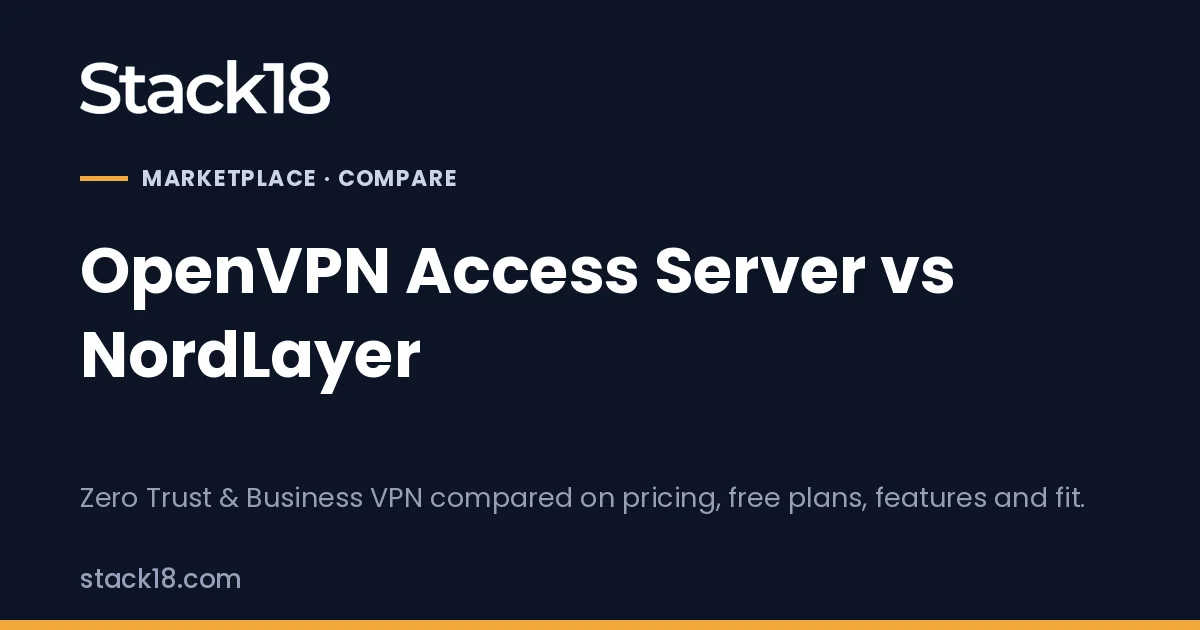 Stack18
MARKETPLACE · COMPARE
OpenVPN Access Server vs
NordLayer
Zero Trust & Business VPN compared on pricing, free plans, features and fit.
stack18.com